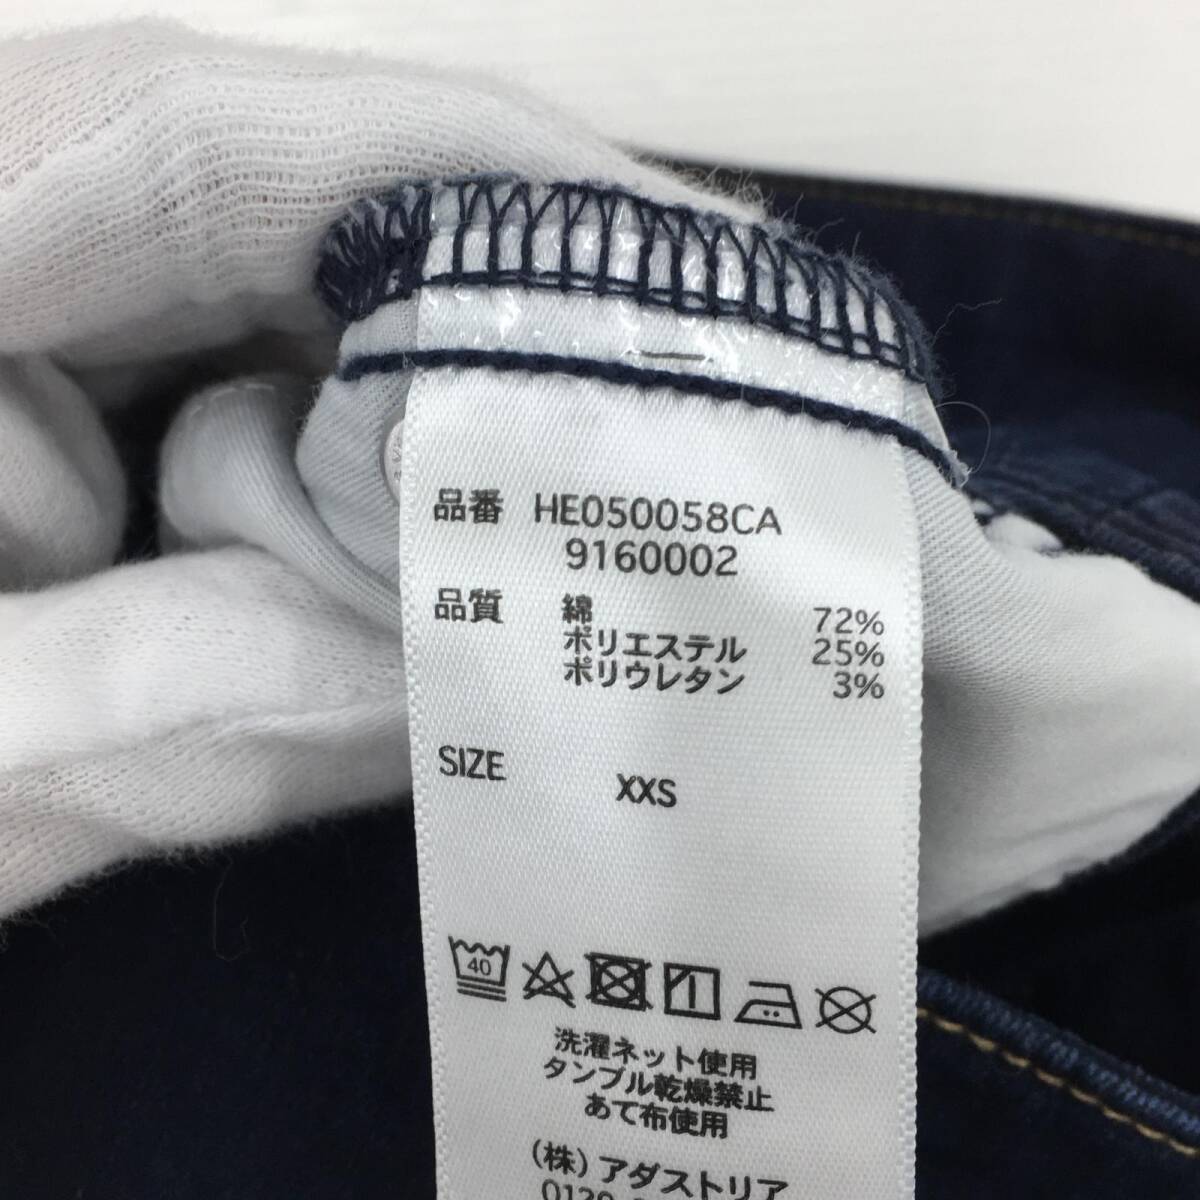 品番 HE050058CA
9160002
品質 綿 72%
ポリエステル 25%
ポリウレタン 3%
SIZE XXS
40
洗濯ネット使用
タンブル乾燥禁止
あて布使用
(株) アダストリア
0120